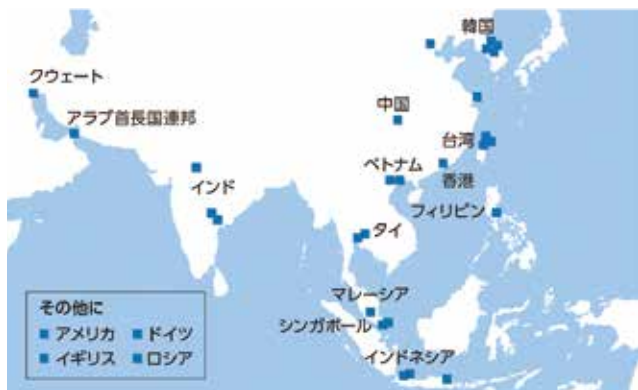 韓国
クウェート
アラブ首長国連邦
中国
台湾
ベトナム
香港
インド
フィリピン
タイ
マレーシア
シンガポール
インドネシア
その他に
■アメリカ ■ドイツ
■イギリス ■ロシア